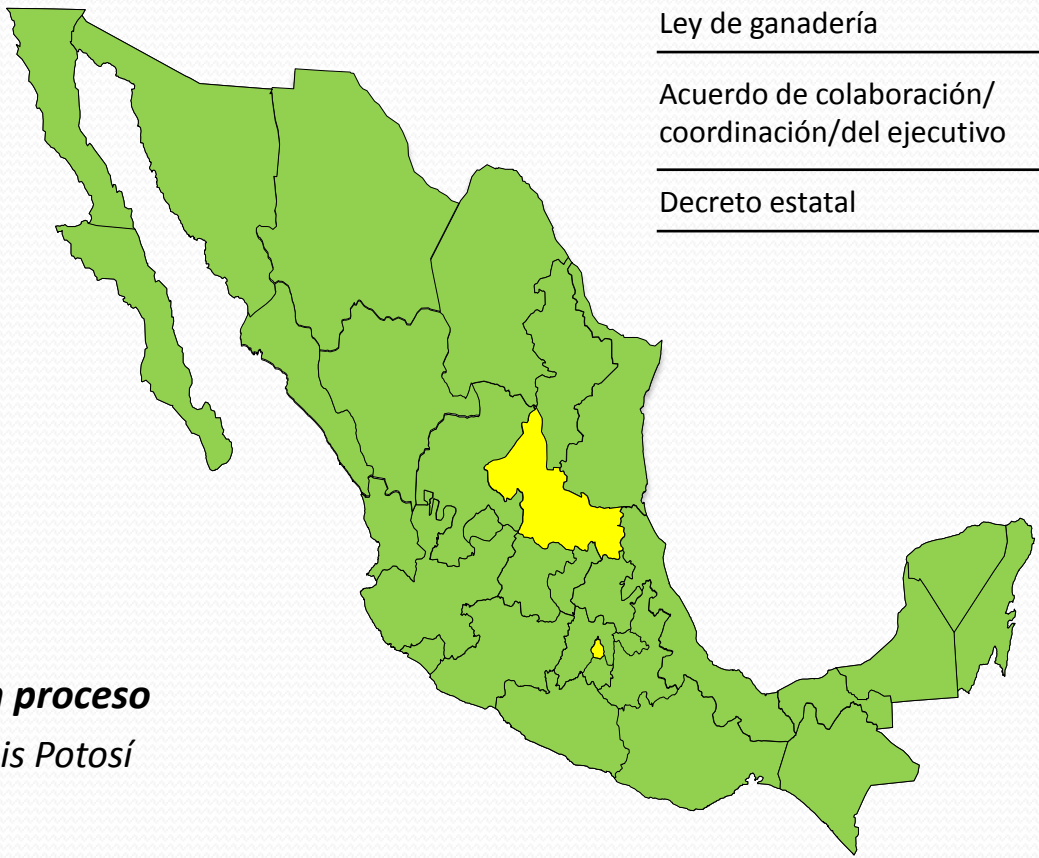 Ley de ganadería
Acuerdo de colaboración/
coordinación/del ejecutivo
Decreto estatal
proceso
is Potosí